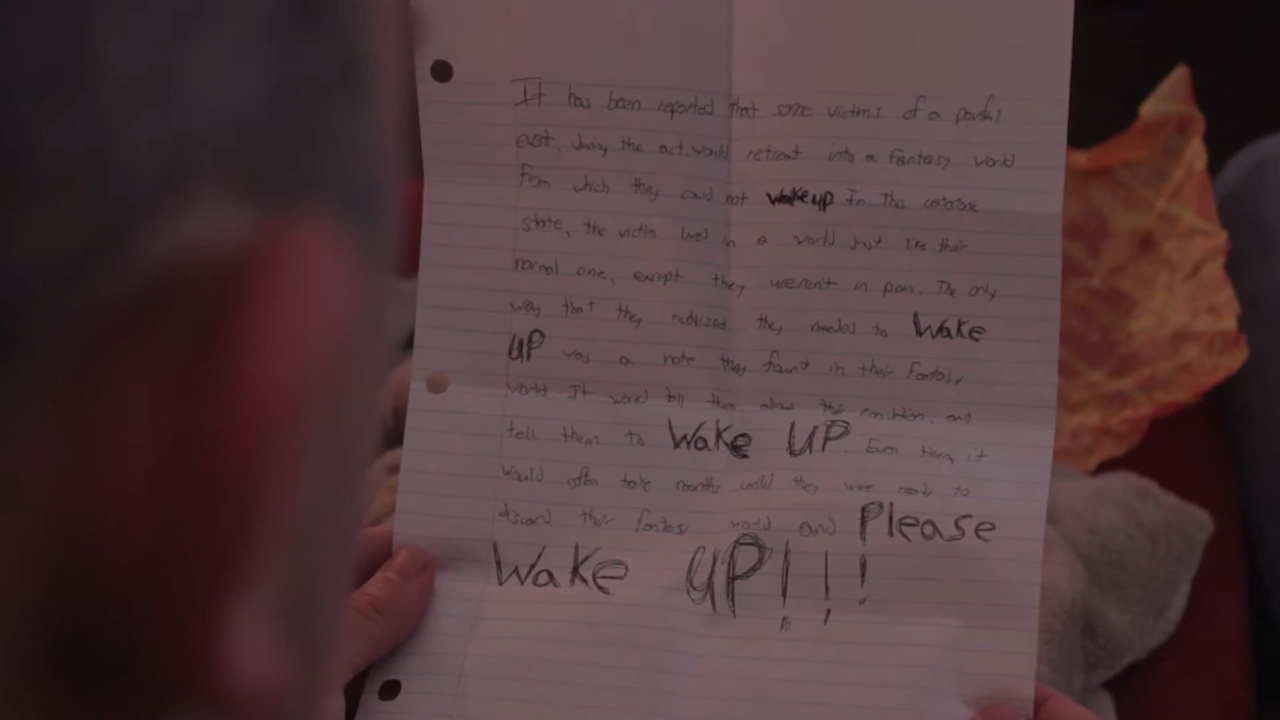 It has been reported that some victims of a painful
event, during the act, would retreat into a fantasy world
from which they could not wake up In this catatonic
state, the victim lived in a world just like their
normal one, except they weren't in pain. The only
way that they realized they needed to Wake
UP was a note they found in their fantasy
world. It would tell them about this condition, and
tell them to Wake UP. Even then, it
would often take months until they were ready to
discard their fantasy world and Please
Wake UP!!!